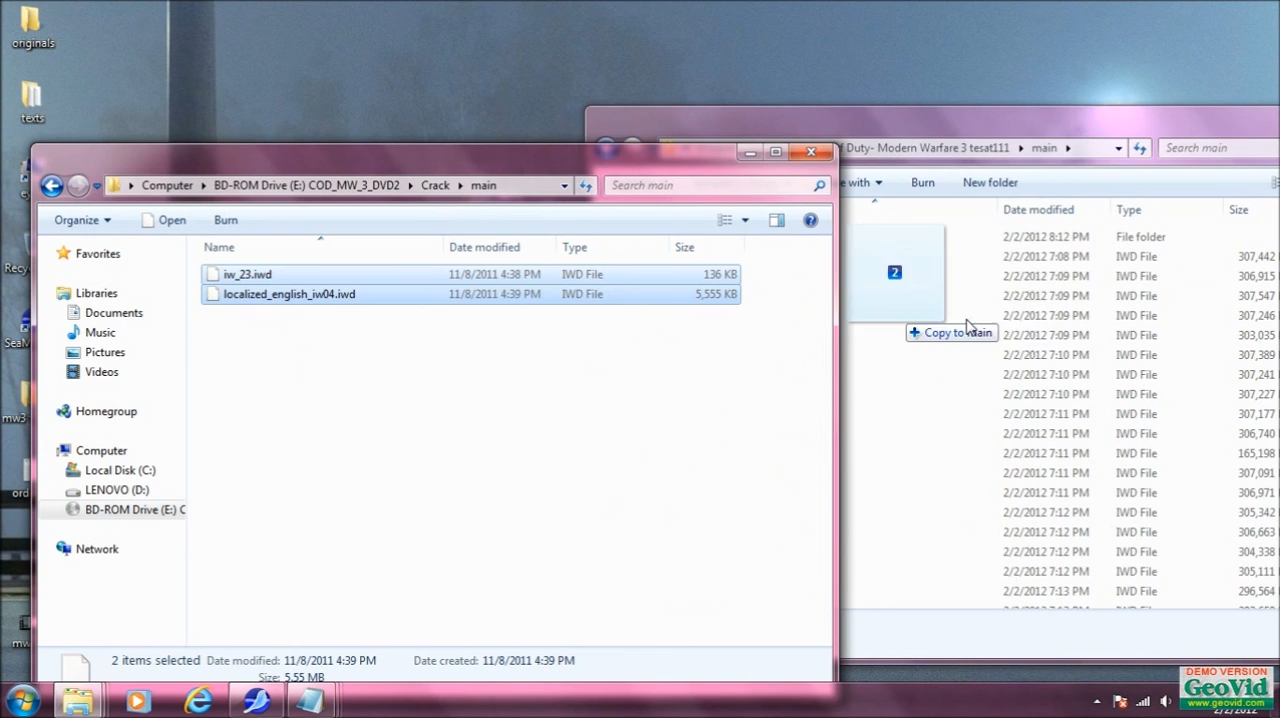 originals
texts
Recy
SeaM
mw3
ord
mw
Computer
BD-ROM Drive (E:) COD_MW_3_DVD2
Crack
main
Search main
Organize
Open
Burn
Favorites
Libraries
Documents
Music
Pictures
Videos
Homegroup
Computer
Local Disk (C:)
LENOVO (D:)
BD-ROM Drive (E:) C
Network
Name Date modified Type Size
iw_23.iwd 11/8/2011 4:38 PM IWD File 136 KB
localized_english_iw04.iwd 11/8/2011 4:39 PM IWD File 5,555 KB
2 items selected Date modified: 11/8/2011 4:39 PM Date created: 11/8/2011 4:39 PM
Size: 5.55 MB
f Duty- Modern Warfare 3 tesat111
main
Search main
e with
Burn
New folder
Date modified Type Size
2/2/2012 8:12 PM File folder
2/2/2012 7:08 PM IWD File 307,442
2/2/2012 7:09 PM IWD File 306,915
2/2/2012 7:09 PM IWD File 307,547
2/2/2012 7:09 PM IWD File 307,246
2/2/2012 7:09 PM IWD File 303,035
2/2/2012 7:10 PM IWD File 307,389
2/2/2012 7:10 PM IWD File 307,241
2/2/2012 7:10 PM IWD File 307,227
2/2/2012 7:11 PM IWD File 307,177
2/2/2012 7:11 PM IWD File 306,740
2/2/2012 7:11 PM IWD File 165,198
2/2/2012 7:11 PM IWD File 307,091
2/2/2012 7:11 PM IWD File 306,971
2/2/2012 7:12 PM IWD File 305,342
2/2/2012 7:12 PM IWD File 306,663
2/2/2012 7:12 PM IWD File 304,338
2/2/2012 7:12 PM IWD File 305,111
2/2/2012 7:13 PM IWD File 296,564
2
Copy to main
DEMO VERSION
GeoVid
www.geovid.com
2/2/2012